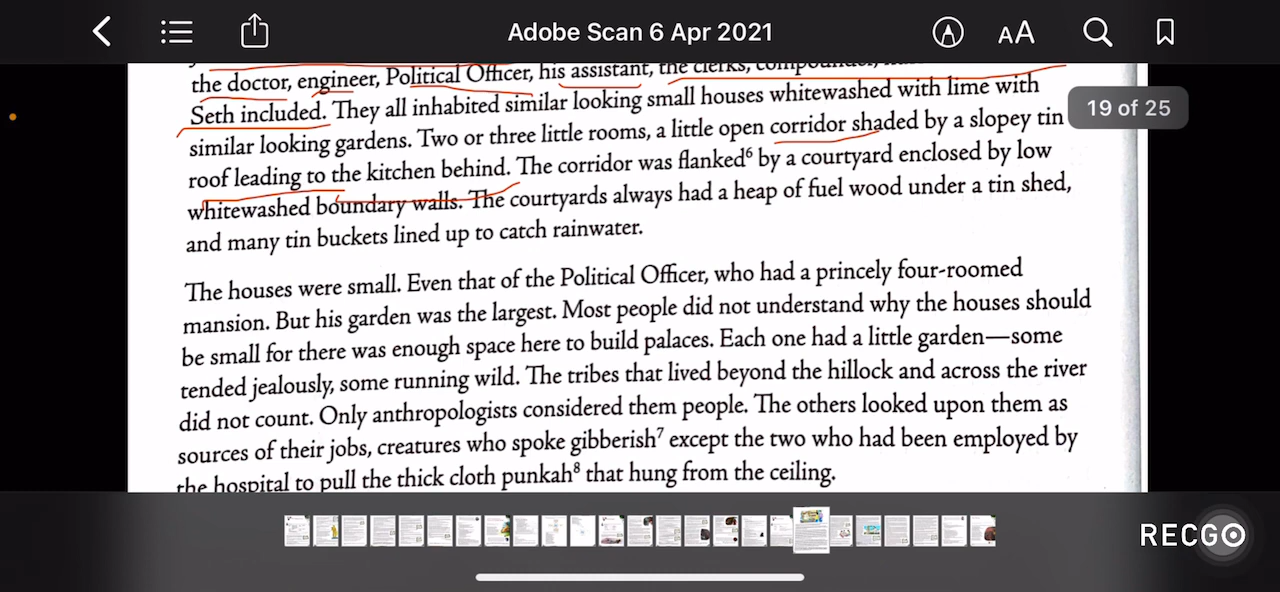 Adobe Scan 6 Apr 2021
AA
19 of 25
the doctor, engineer, Political Officer, his assistant, the clerks, compounder,
Seth included. They all inhabited similar looking small houses whitewashed with lime with
similar looking gardens. Two or three little rooms, a little open corridor shaded by a slopey tin
roof leading to the kitchen behind. The corridor was flanked⁶ by a courtyard enclosed by low
whitewashed boundary walls. The courtyards always had a heap of fuel wood under a tin shed,
and many tin buckets lined up to catch rainwater.
The houses were small. Even that of the Political Officer, who had a princely four-roomed
mansion. But his garden was the largest. Most people did not understand why the houses should
be small for there was enough space here to build palaces. Each one had a little garden—some
tended jealously, some running wild. The tribes that lived beyond the hillock and across the river
did not count. Only anthropologists considered them people. The others looked upon them as
sources of their jobs, creatures who spoke gibberish⁷ except the two who had been employed by
the hospital to pull the thick cloth punkah⁸ that hung from the ceiling.
RECGO